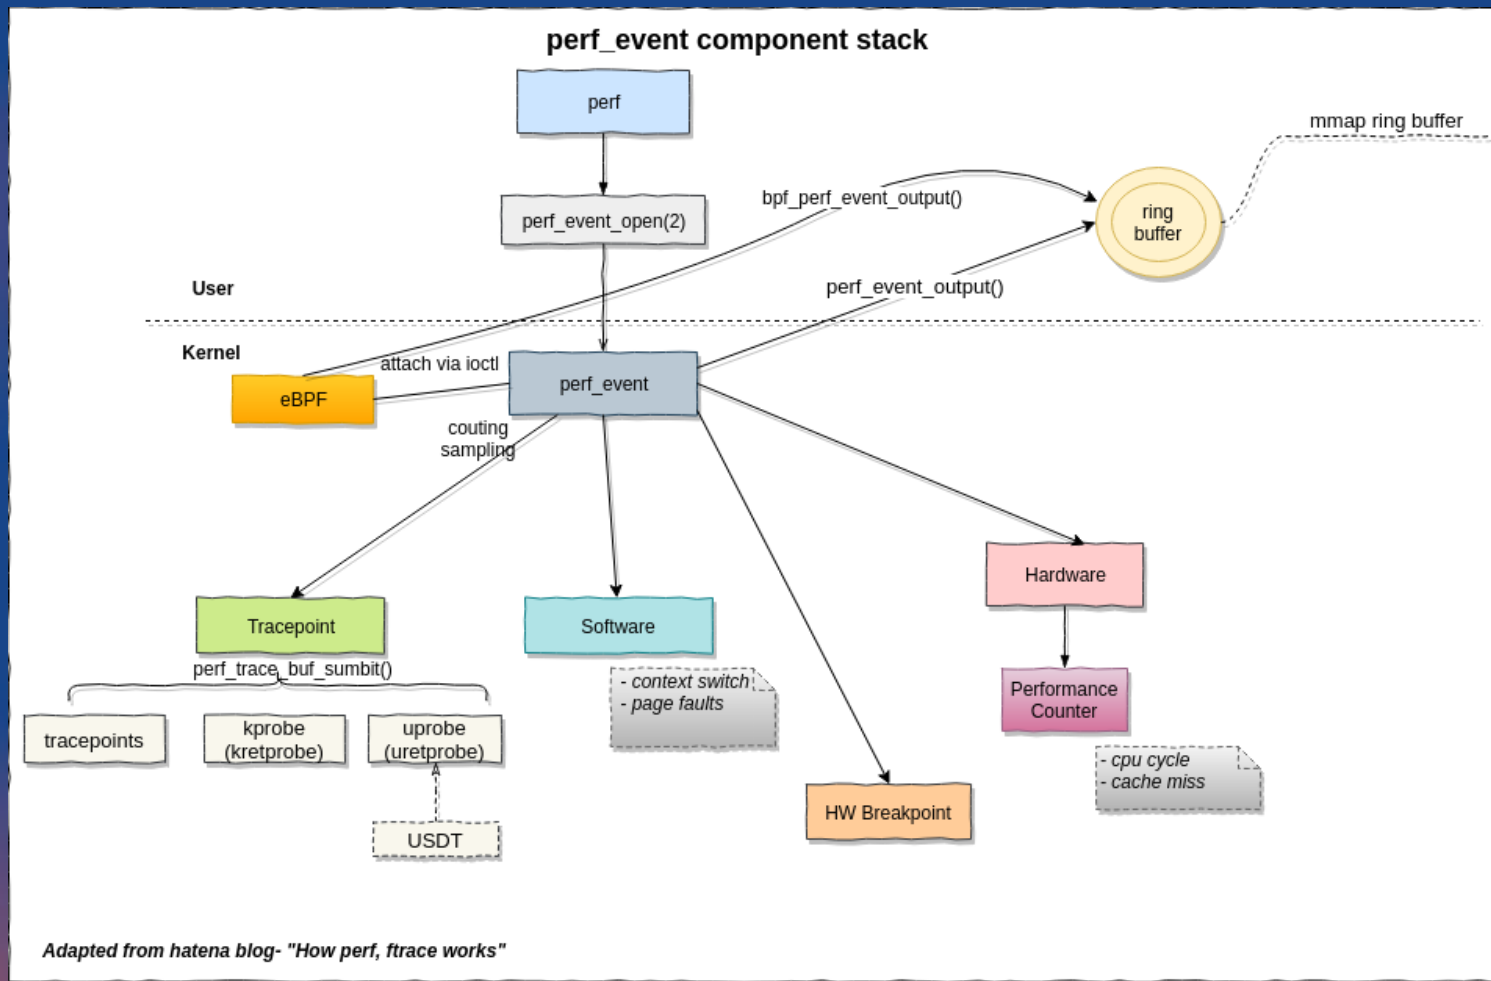 perf_event component stack
perf
mmap ring buffer
perf_event_open(2)
bpf_perf_event_output()
ring
buffer
User
perf_event_output()
Kernel
attach via ioctl
eBPF
perf_event
couting
sampling
Hardware
Tracepoint
Software
perf_trace_buf_sumbit()
- context switch
- page faults
Performance
Counter
tracepoints
kprobe
(kretprobe)
uprobe
(uretprobe)
- cpu cycle
- cache miss
HW Breakpoint
USDT
Adapted from hatena blog- "How perf, ftrace works"